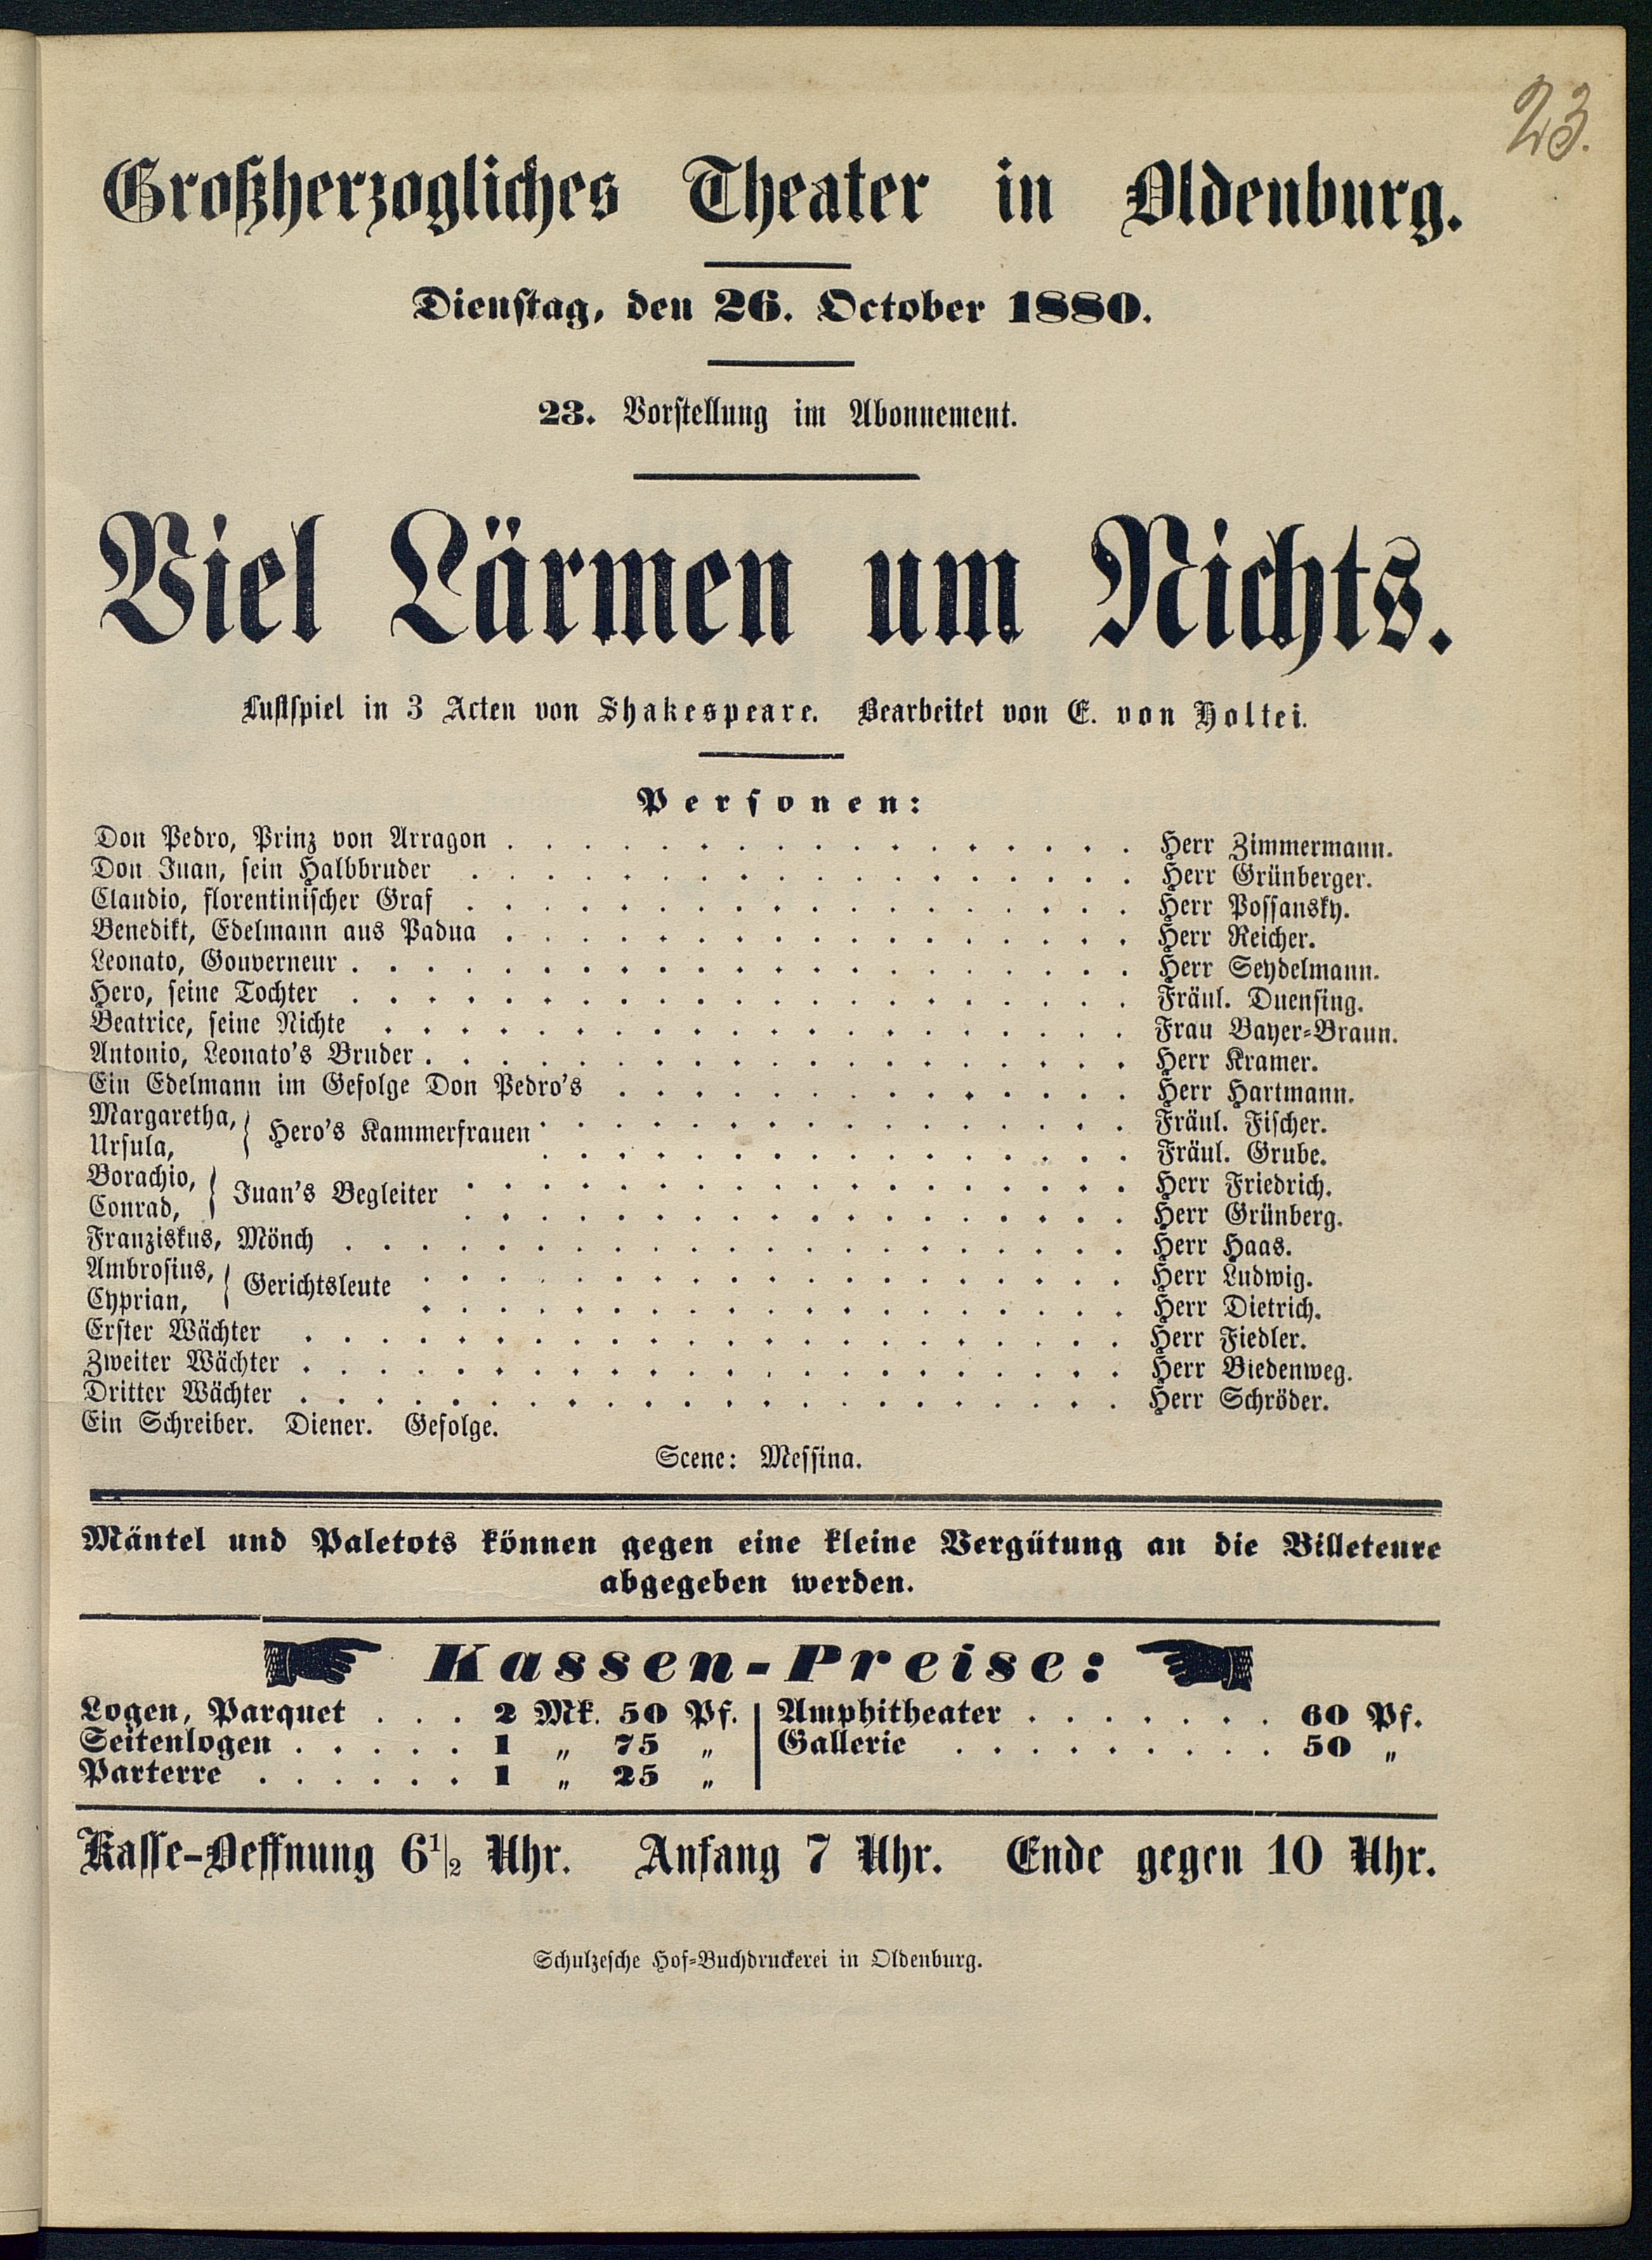 23.
Großherzogliches Theater in Oldenburg.
Dienstag, den 26. October 1880.
23. Vorstellung im Abonnement.
Viel Lärmen um Nichts.
Lustspiel in 3 Acten von Shakespeare. Bearbeitet von E. von Holtei.
Personen:
Don Pedro, Prinz von Arragon . . . . . . . . . . . . . . . . . Herr Zimmermann.
Don Juan, sein Halbbruder . . . . . . . . . . . . . . . . . . Herr Grünberger.
Claudio, florentinischer Graf . . . . . . . . . . . . . . . . . . Herr Possansky.
Benedikt, Edelmann aus Padua . . . . . . . . . . . . . . . . . Herr Reicher.
Leonato, Gouverneur . . . . . . . . . . . . . . . . . . . . . Herr Seydelmann.
Hero, seine Tochter . . . . . . . . . . . . . . . . . . . . . Fräul. Duensing.
Beatrice, seine Nichte . . . . . . . . . . . . . . . . . . . . Frau Bayer-Braun.
Antonio, Leonato's Bruder . . . . . . . . . . . . . . . . . . . Herr Kramer.
Ein Edelmann im Gefolge Don Pedro's . . . . . . . . . . . . . . Herr Hartmann.
Margaretha, } Hero's Kammerfrauen . . . . . . . . . . . . . . . . Fräul. Fischer.
Ursula, . . . . . . . . . . . . . . . . Fräul. Grube.
Borachio, } Juan's Begleiter . . . . . . . . . . . . . . . . . . Herr Friedrich.
Conrad, . . . . . . . . . . . . . . . . . . Herr Grünberg.
Franziskus, Mönch . . . . . . . . . . . . . . . . . . . . . Herr Haas.
Ambrosius, } Gerichtsleute . . . . . . . . . . . . . . . . . . . Herr Ludwig.
Cyprian, . . . . . . . . . . . . . . . . . . . Herr Dietrich.
Erster Wächter . . . . . . . . . . . . . . . . . . . . . . Herr Fiedler.
Zweiter Wächter . . . . . . . . . . . . . . . . . . . . . . Herr Biedenweg.
Dritter Wächter . . . . . . . . . . . . . . . . . . . . . . Herr Schröder.
Ein Schreiber. Diener. Gefolge.
Scene: Messina.
Mäntel und Paletots können gegen eine kleine Vergütung an die Billeteure
abgegeben werden.
Kassen-Preise:
Logen, Parquet . . . 2 Mk. 50 Pf. | Amphitheater . . . . . . . 60 Pf.
Seitenlogen . . . . . 1 „ 75 „ | Gallerie . . . . . . . . . 50 „
Parterre . . . . . . 1 „ 25 „
Kasse-Oeffnung 6 1/2 Uhr. Anfang 7 Uhr. Ende gegen 10 Uhr.
Schulzesche Hof-Buchdruckerei in Oldenburg.